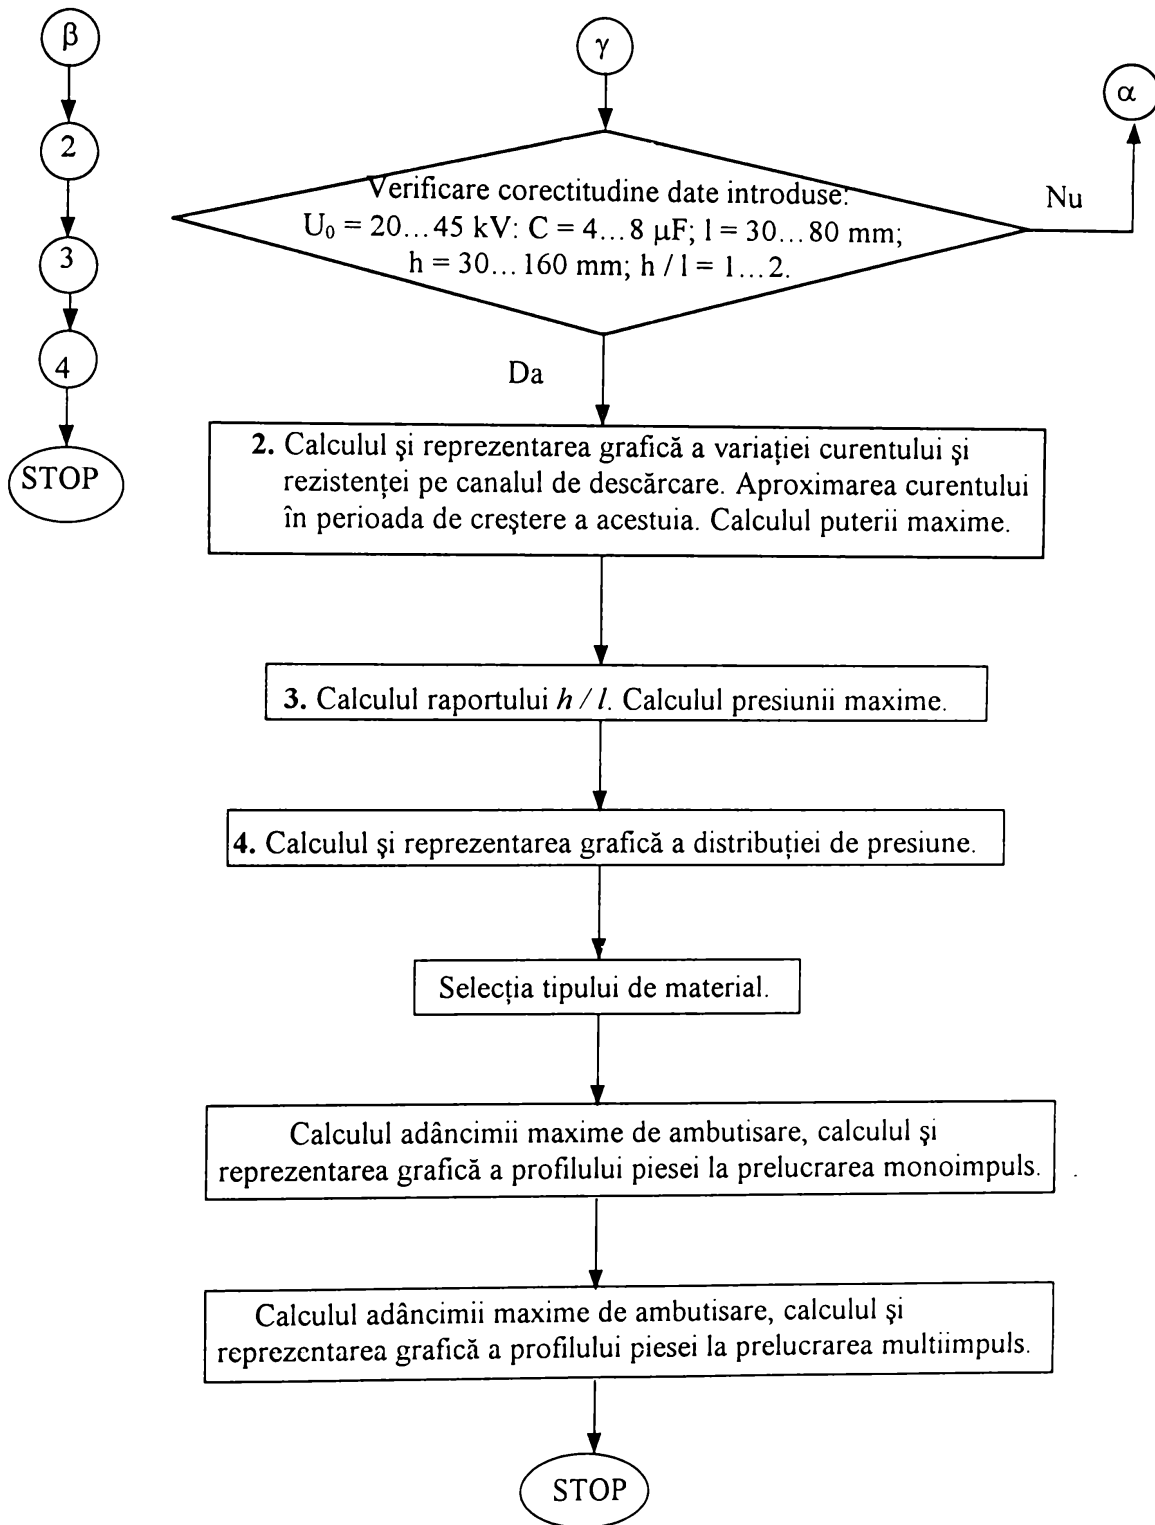 β
2
3
4
STOP
γ
α
Verificare corectitudine date introduse:
U₀ = 20…45 kV: C = 4…8 μF; l = 30…80 mm;
h = 30…160 mm; h / l = 1…2.
Nu
Da
2. Calculul şi reprezentarea grafică a variaţiei curentului şi
rezistenţei pe canalul de descărcare. Aproximarea curentului
în perioada de creştere a acestuia. Calculul puterii maxime.
3. Calculul raportului h / l. Calculul presiunii maxime.
4. Calculul şi reprezentarea grafică a distribuţiei de presiune.
Selecţia tipului de material.
Calculul adâncimii maxime de ambutisare, calculul şi
reprezentarea grafică a profilului piesei la prelucrarea monoimpuls.
Calculul adâncimii maxime de ambutisare, calculul şi
reprezentarea grafică a profilului piesei la prelucrarea multiimpuls.
STOP